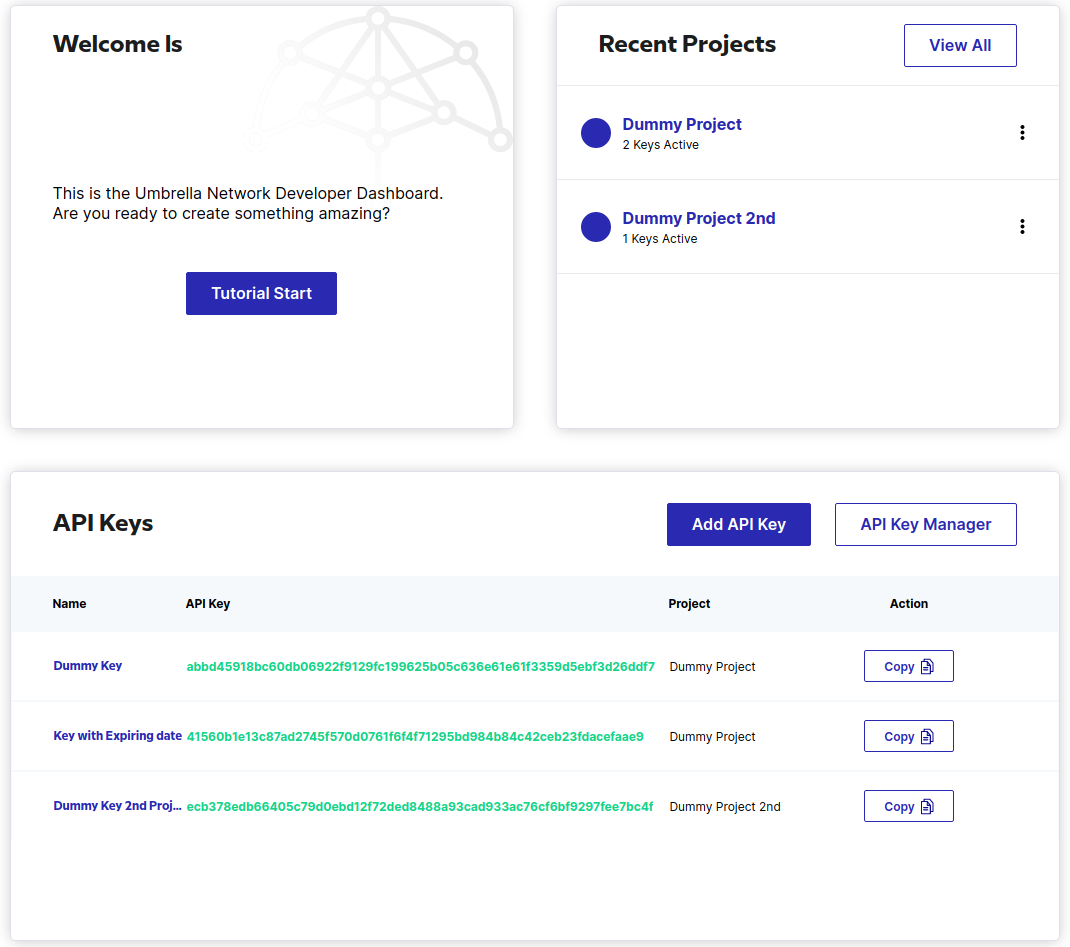 Welcome Is
This is the Umbrella Network Developer Dashboard.
Are you ready to create something amazing?
Tutorial Start
Recent Projects
View All
Dummy Project
2 Keys Active
Dummy Project 2nd
1 Keys Active
API Keys
Add API Key
API Key Manager
Name API Key Project Action
Dummy Key abbd45918bc60db06922f9129fc199625b05c636e61e61f3359d5ebf3d26ddf7 Dummy Project Copy
Key with Expiring date 41560b1e13c87ad2745f570d0761f6f4f71295bd984b84c42ceb23fdacefaae9 Dummy Project Copy
Dummy Key 2nd Proj... ecb378edb66405c79d0ebd12f72ded8488a93cad933ac76cf6bf9297fee7bc4f Dummy Project 2nd Copy